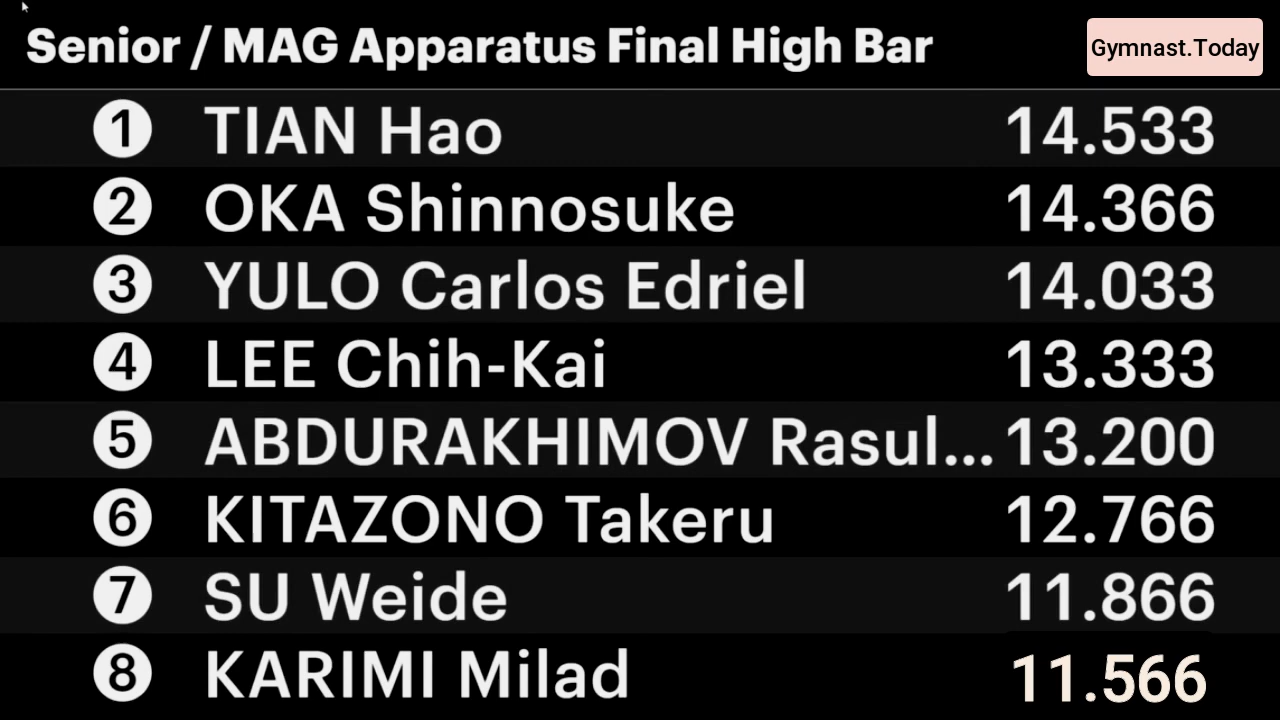 Senior / MAG Apparatus Final High Bar
Gymnast.Today
1 TIAN Hao 14.533
2 OKA Shinnosuke 14.366
3 YULO Carlos Edriel 14.033
4 LEE Chih-Kai 13.333
5 ABDURAKHIMOV Rasul... 13.200
6 KITAZONO Takeru 12.766
7 SU Weide 11.866
8 KARIMI Milad 11.566